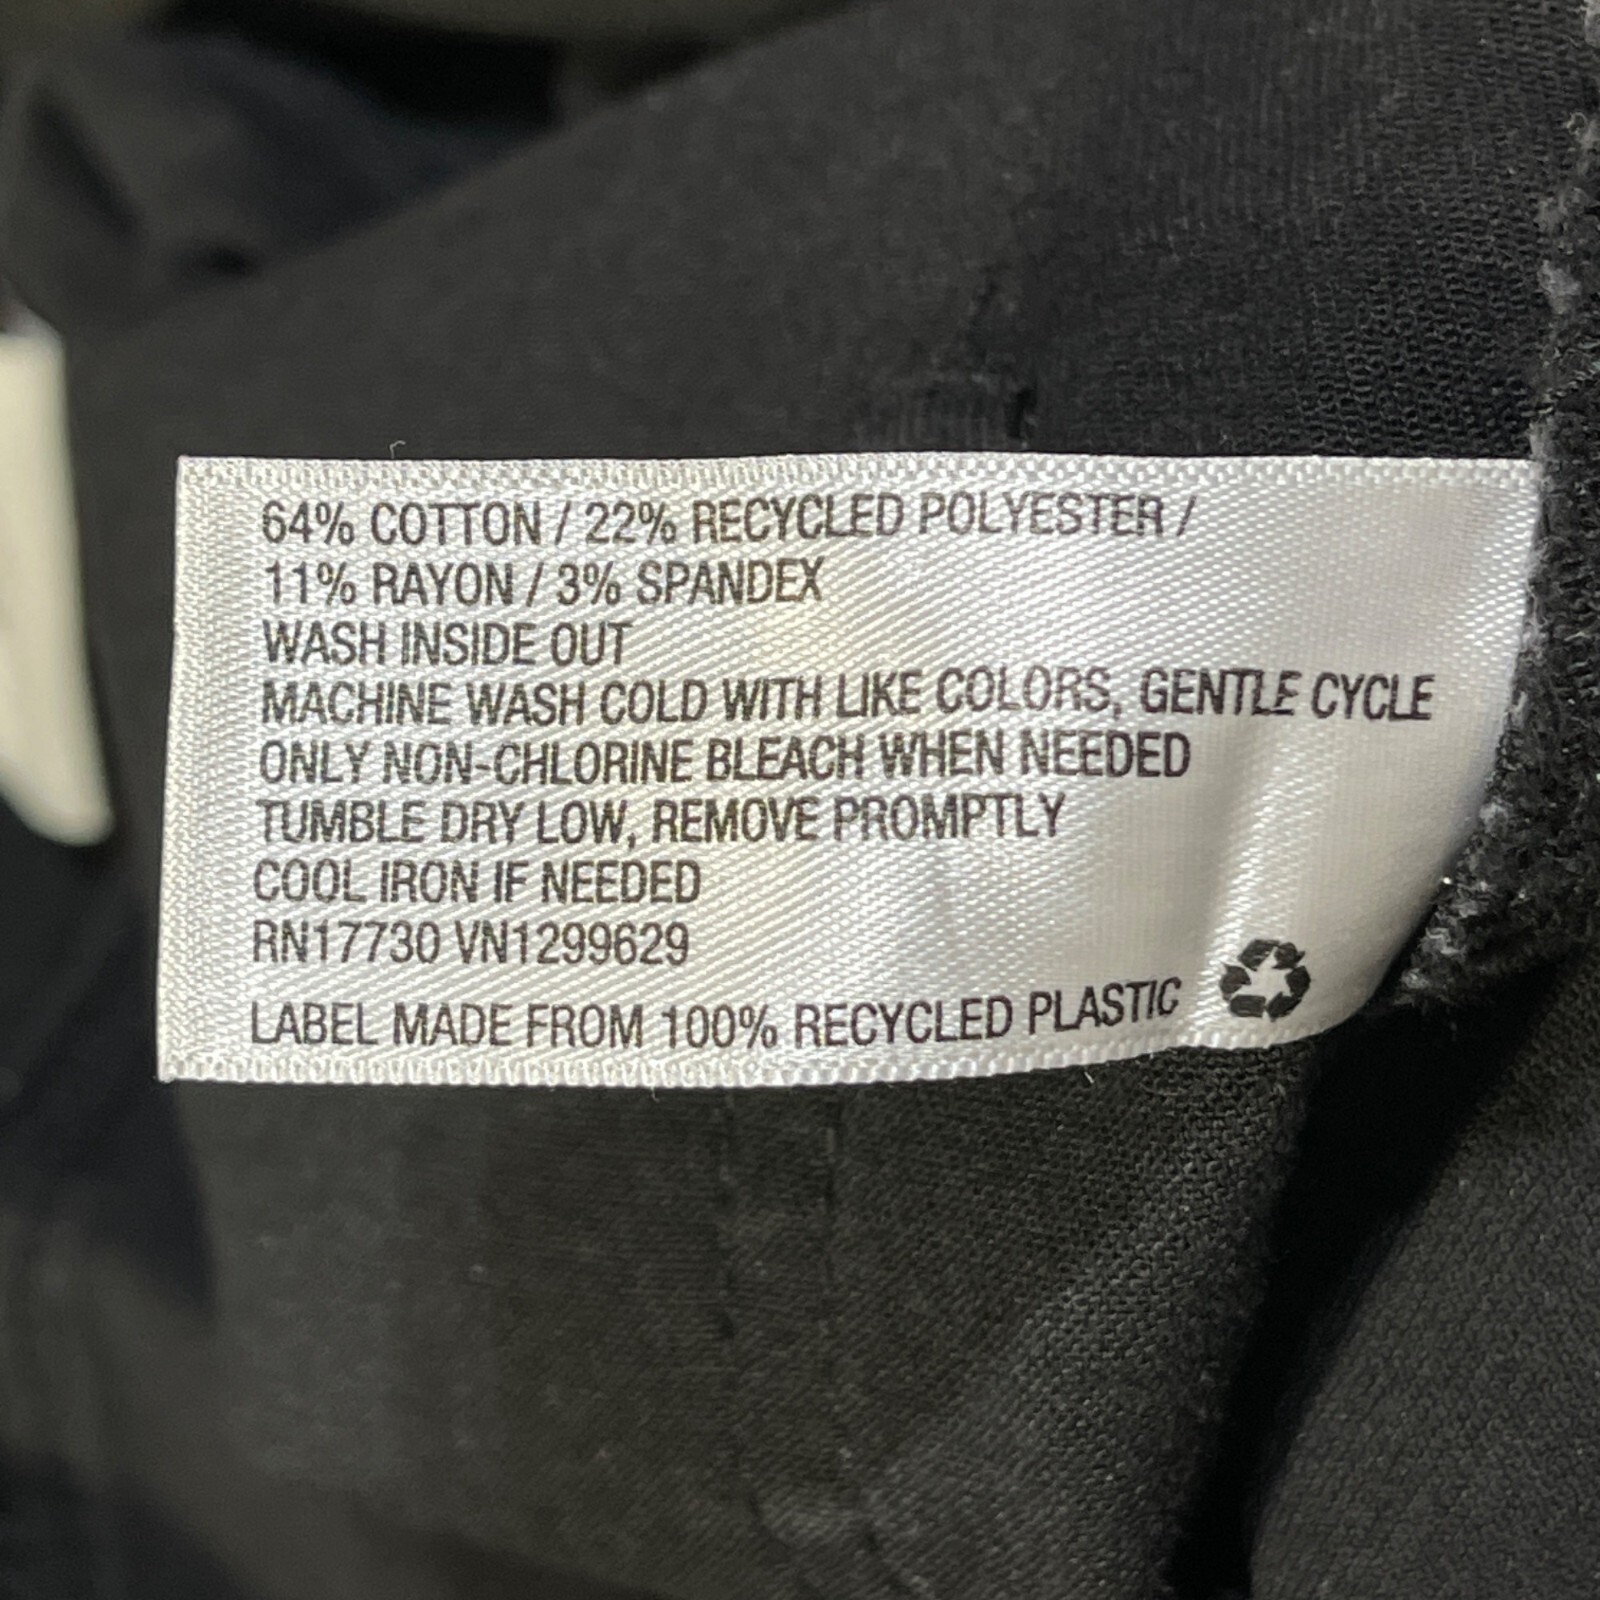 64% COTTON / 22% RECYCLED POLYESTER /
11% RAYON / 3% SPANDEX
WASH INSIDE OUT
MACHINE WASH COLD WITH LIKE COLORS, GENTLE CYCLE
ONLY NON-CHLORINE BLEACH WHEN NEEDED
TUMBLE DRY LOW, REMOVE PROMPTLY
COOL IRON IF NEEDED
RN17730 VN1299629
LABEL MADE FROM 100% RECYCLED PLASTIC